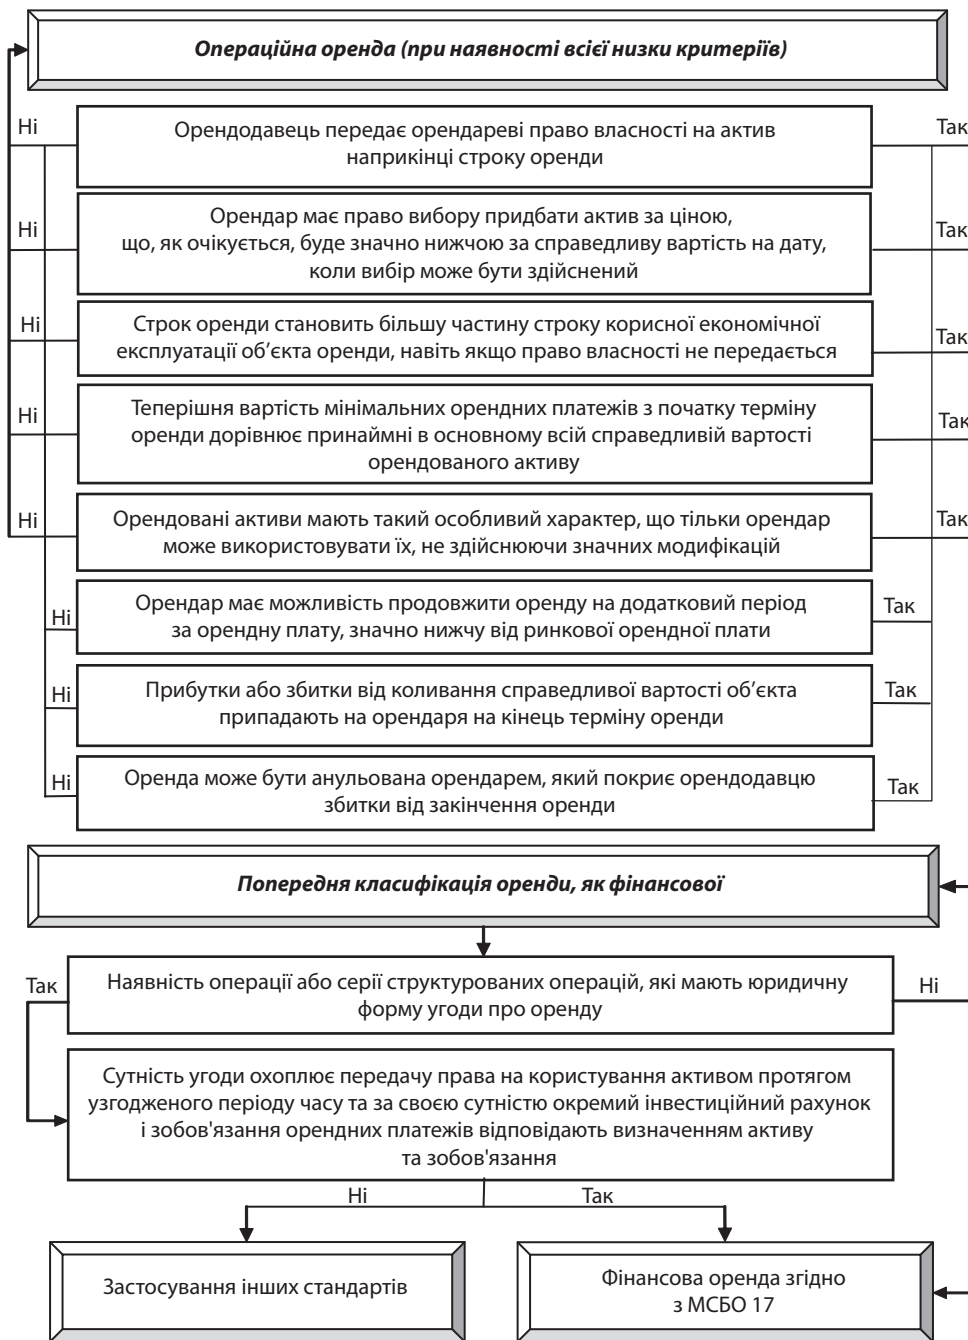 Операційна оренда (при наявності всієї низки критеріїв)
Ні
Орендодавець передає орендареві право власності на актив
наприкінці строку оренди
Так
Ні
Орендар має право вибору придбати актив за ціною,
що, як очікується, буде значно нижчою за справедливу вартість на дату,
коли вибір може бути здійснений
Так
Ні
Строк оренди становить більшу частину строку корисної економічної
експлуатації об’єкта оренди, навіть якщо право власності не передається
Так
Ні
Теперішня вартість мінімальних орендних платежів з початку терміну
оренди дорівнює принаймні в основному всій справедливій вартості
орендованого активу
Так
Ні
Орендовані активи мають такий особливий характер, що тільки орендар
може використовувати їх, не здійснюючи значних модифікацій
Так
Ні
Орендар має можливість продовжити оренду на додатковий період
за орендну плату, значно нижчу від ринкової орендної плати
Так
Ні
Прибутки або збитки від коливання справедливої вартості об’єкта
припадають на орендаря на кінець терміну оренди
Так
Ні
Оренда може бути анульована орендарем, який покриє орендодавцю
збитки від закінчення оренди
Так
Попередня класифікація оренди, як фінансової
Так
Наявність операції або серії структурованих операцій, які мають юридичну
форму угоди про оренду
Ні
Сутність угоди охоплює передачу права на користування активом протягом
узгодженого періоду часу та за своєю сутністю окремий інвестиційний рахунок
і зобов'язання орендних платежів відповідають визначенням активу
та зобов'язання
Ні
Так
Застосування інших стандартів
Фінансова оренда згідно
з МСБО 17